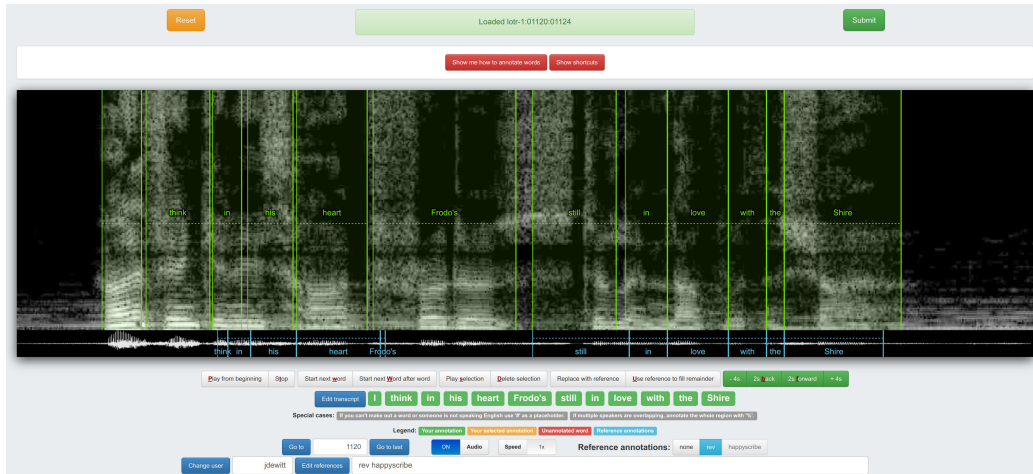 Reset
Loaded lotr-1:01120:01124
Submit
Show me how to annotate words
Show shortcuts
I think in his heart Frodo's still in love with the Shire
think in his heart Frodo's still in love with the Shire
Play from beginning
Stop
Start next word
Start next Word after word
Play selection
Delete selection
Replace with reference
Use reference to fill remainder
- 4s
2s back
2s forward
+ 4s
Edit transcript
I think in his heart Frodo's still in love with the Shire
Special cases: If you can't make out a word or someone is not speaking English use '#' as a placeholder. If multiple speakers are overlapping, annotate the whole region with '%'.
Legend: Your annotation Your selected annotation Unannotated word Reference annotations
Go to
1120
Go to last
ON Audio
Speed 1x
Reference annotations: none rev happyscribe
Change user
jdewitt
Edit references
rev happyscribe